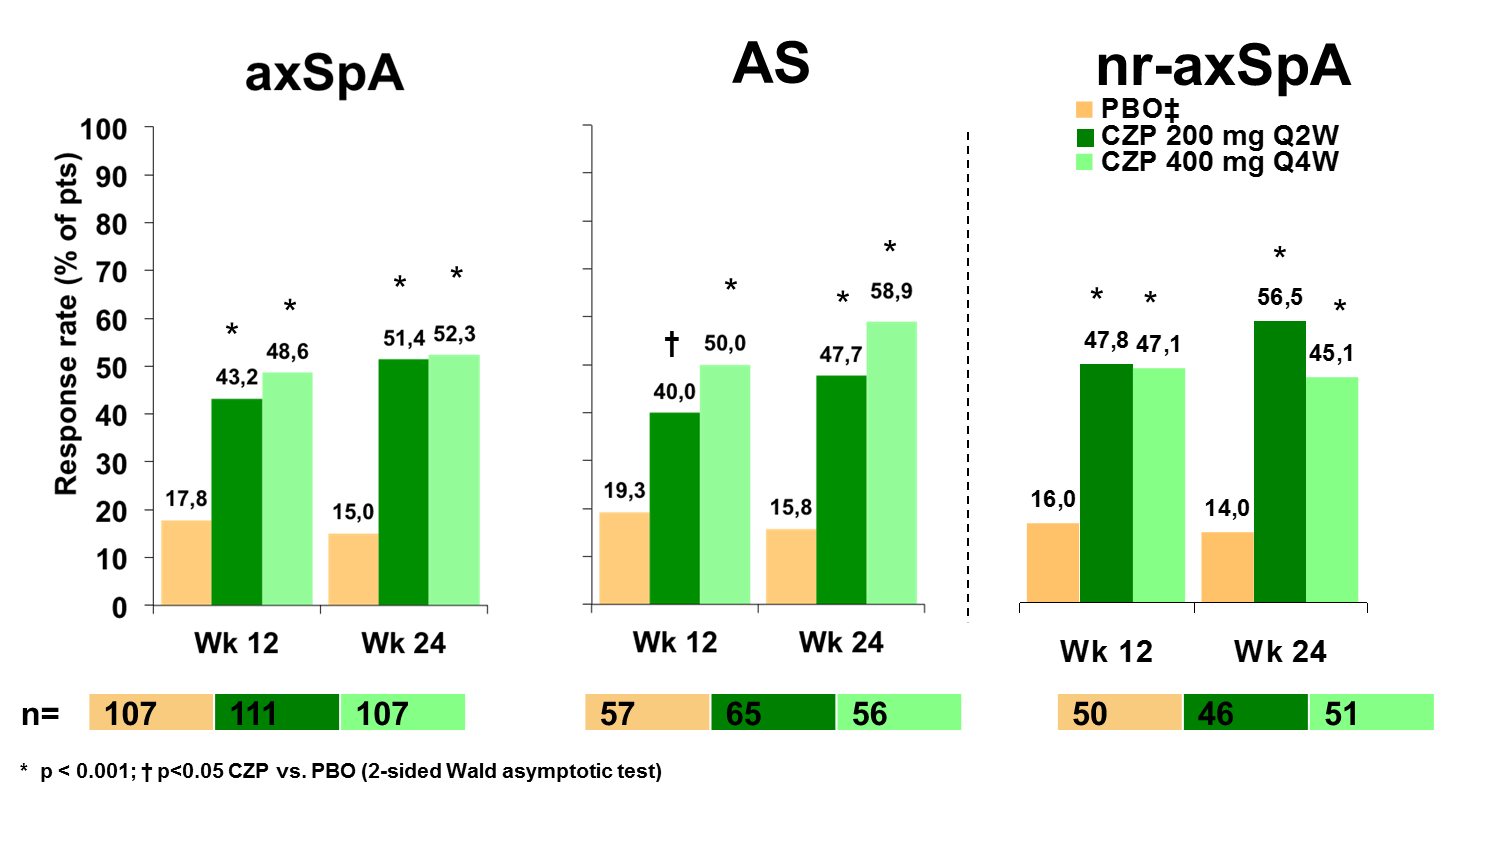 axSpA
AS
nr-axSpA
PBO‡
CZP 200 mg Q2W
CZP 400 mg Q4W
Response rate (% of pts)
100
90
80
70
60
50
40
30
20
10
0
17,8
*
43,2
*
48,6
15,0
*
51,4
*
52,3
Wk 12
Wk 24
19,3
†
40,0
*
50,0
15,8
*
47,7
*
58,9
Wk 12
Wk 24
16,0
*
47,8
*
47,1
14,0
*
56,5
*
45,1
Wk 12
Wk 24
n= 107 111 107
57 65 56
50 46 51
* p < 0.001; † p<0.05 CZP vs. PBO (2-sided Wald asymptotic test)